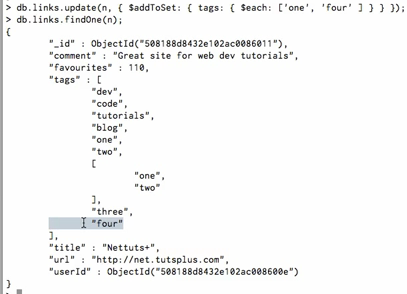 > db.links.update(n, { $addToSet: { tags: { $each: ['one', 'four' ] } } });
> db.links.findOne(n);
{
"_id" : ObjectId("508188d8432e102ac0086011"),
"comment" : "Great site for web dev tutorials",
"favourites" : 110,
"tags" : [
"dev",
"code",
"tutorials",
"blog",
"one",
"two",
[
"one",
"two"
],
"three",
"four"
],
"title" : "Nettuts+",
"url" : "http://net.tutsplus.com",
"userId" : ObjectId("508188d8432e102ac008600e")
}
>